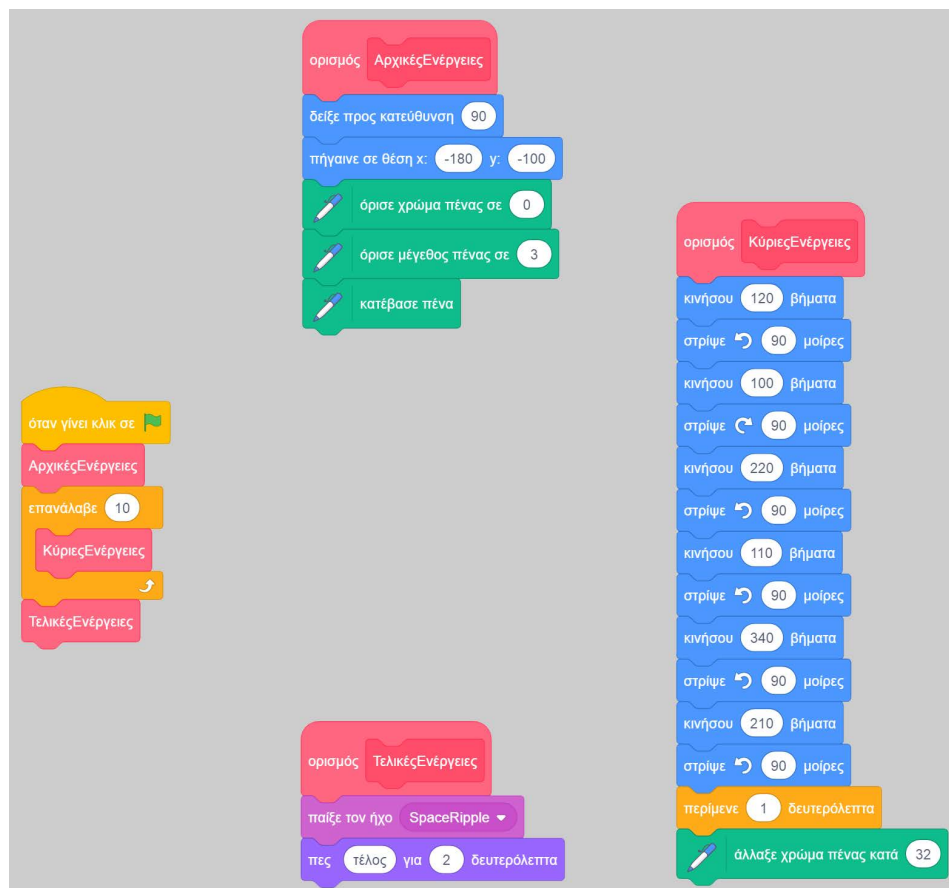 ορισμός ΑρχικέςΕνέργειες
δείξε προς κατεύθυνση 90
πήγαινε σε θέση x: -180 y: -100
όρισε χρώμα πένας σε 0
όρισε μέγεθος πένας σε 3
κατέβασε πένα
όταν γίνει κλικ σε
ΑρχικέςΕνέργειες
επανάλαβε 10
ΚύριεςΕνέργειες
ΤελικέςΕνέργειες
ορισμός ΤελικέςΕνέργειες
παίξε τον ήχο SpaceRipple
πες τέλος για 2 δευτερόλεπτα
ορισμός ΚύριεςΕνέργειες
κινήσου 120 βήματα
στρίψε 90 μοίρες
κινήσου 100 βήματα
στρίψε 90 μοίρες
κινήσου 220 βήματα
στρίψε 90 μοίρες
κινήσου 110 βήματα
στρίψε 90 μοίρες
κινήσου 340 βήματα
στρίψε 90 μοίρες
κινήσου 210 βήματα
στρίψε 90 μοίρες
περίμενε 1 δευτερόλεπτα
άλλαξε χρώμα πένας κατά 32